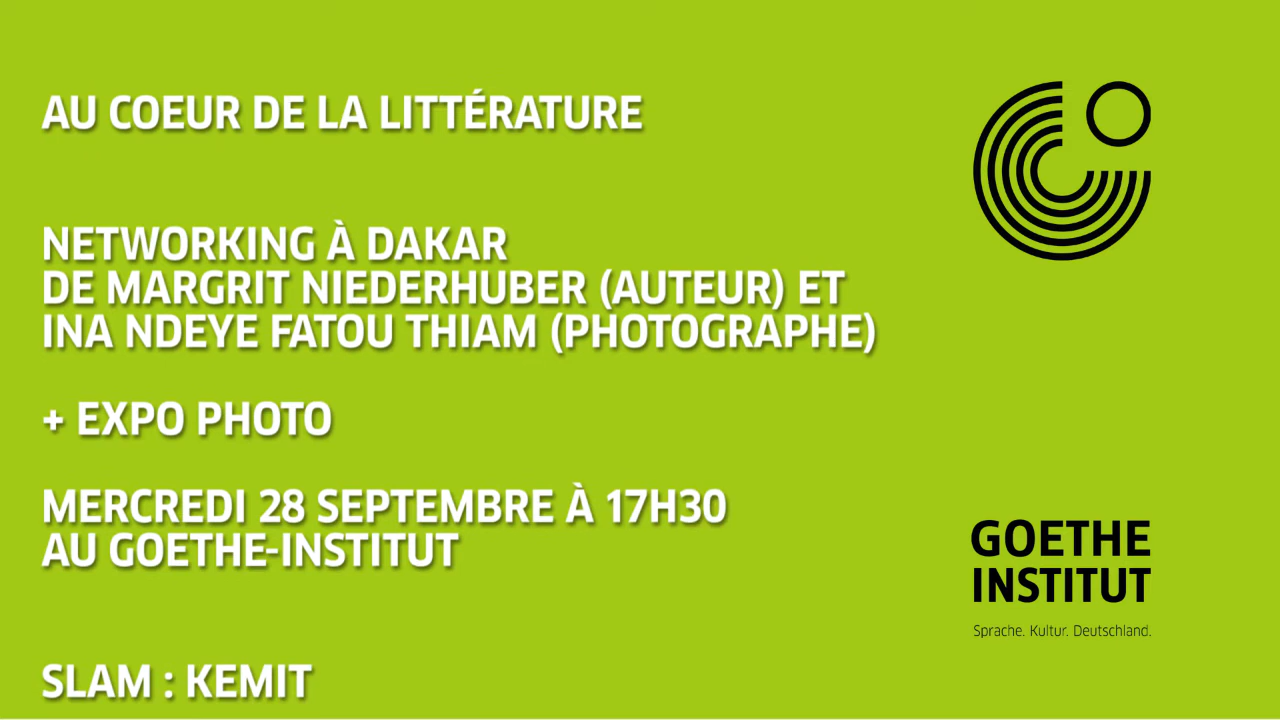 AU COEUR DE LA LITTÉRATURE
NETWORKING À DAKAR
DE MARGRIT NIEDERHUBER (AUTEUR) ET
INA NDEYE FATOU THIAM (PHOTOGRAPHE)
+ EXPO PHOTO
MERCREDI 28 SEPTEMBRE À 17H30
AU GOETHE-INSTITUT
SLAM : KEMIT
GOETHE
INSTITUT
Sprache. Kultur. Deutschland.